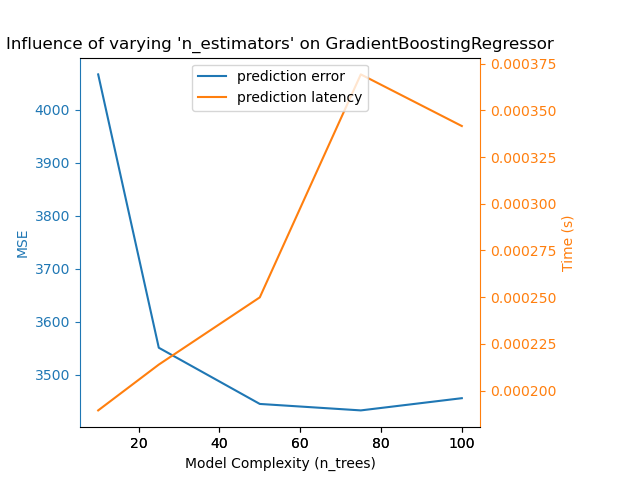 Influence of varying 'n_estimators' on GradientBoostingRegressor
prediction error
prediction latency
MSE
4000
3900
3800
3700
3600
3500
0.000375
0.000350
0.000325
0.000300
0.000275
0.000250
0.000225
0.000200
Time (s)
20 40 60 80 100
Model Complexity (n_trees)